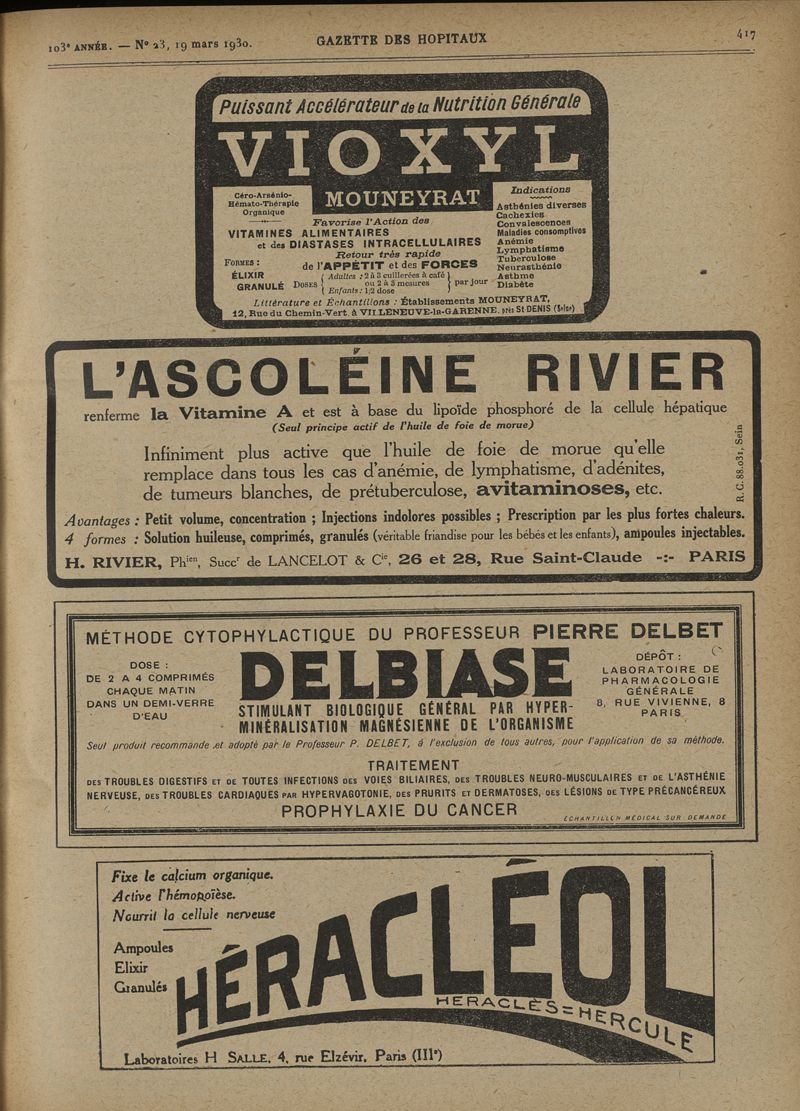 103e ANNÉE. — No 23, 19 mars 1930.
GAZETTE DES HOPITAUX
417
Puissant Accélérateur de la Nutrition Générale
VIOXYL
MOUNEYRAT
Céro-Arsénio-
Hémato-Thérapie
Organique
Favorise l'Action des
VITAMINES ALIMENTAIRES
et des DIASTASES INTRACELLULAIRES
Retour très rapide
de l'APPÉTIT et des FORCES
FORMES :
ÉLIXIR
GRANULÉ
DOSES
Adultes : 2 à 3 cuillerées à café
ou 2 à 3 mesures
Enfants : 1/2 dose
par jour
Indications
Asthénies diverses
Cachexies
Convalescences
Maladies consomptives
Anémie
Lymphatisme
Tuberculose
Neurasthénie
Asthme
Diabète
Littérature et Échantillons : Établissements MOUNEYRAT,
12, Rue du Chemin-Vert, à VILLENEUVE-la-GARENNE, près St-DENIS (Seine)
L'ASCOLÉINE RIVIER
renferme la Vitamine A et est à base du lipoïde phosphoré de la cellule hépatique
(Seul principe actif de l'huile de foie de morue)
Infiniment plus active que l'huile de foie de morue qu'elle
remplace dans tous les cas d'anémie, de lymphatisme, d'adénites,
de tumeurs blanches, de prétuberculose, avitaminoses, etc.
R. C. 88.031, Sein
Avantages : Petit volume, concentration ; Injections indolores possibles ; Prescription par les plus fortes chaleurs.
4 formes : Solution huileuse, comprimés, granulés (véritable friandise pour les bébés et les enfants), ampoules injectables.
H. RIVIER, Phien, Succr de LANCELOT & Cie, 26 et 28, Rue Saint-Claude -:- PARIS
MÉTHODE CYTOPHYLACTIQUE DU PROFESSEUR PIERRE DELBET
DOSE :
DE 2 A 4 COMPRIMÉS
CHAQUE MATIN
DANS UN DEMI-VERRE
D'EAU
DELBIASE
STIMULANT BIOLOGIQUE GÉNÉRAL PAR HYPER-
MINÉRALISATION MAGNÉSIENNE DE L'ORGANISME
DÉPÔT :
LABORATOIRE DE
PHARMACOLOGIE
GÉNÉRALE
8, RUE VIVIENNE, 8
PARIS
Seul produit recommandé et adopté par le Professeur P. DELBET, à l'exclusion de tous autres, pour l'application de sa méthode.
TRAITEMENT
DES TROUBLES DIGESTIFS ET DE TOUTES INFECTIONS DES VOIES BILIAIRES, DES TROUBLES NEURO-MUSCULAIRES ET DE L'ASTHÉNIE
NERVEUSE, DES TROUBLES CARDIAQUES PAR HYPERVAGOTONIE, DES PRURITS ET DERMATOSES, DES LÉSIONS DE TYPE PRÉCANCÉREUX
PROPHYLAXIE DU CANCER
ÉCHANTILLON MÉDICAL SUR DEMANDE
Fixe le calcium organique.
Active l'hémopoïèse.
Nourrit la cellule nerveuse
Ampoules
Elixir
Granulés
HÉRACLÉOL
HERACLÈS=HERCULE
Laboratoires H SALLE, 4, rue Elzévir, Paris (IIIe)